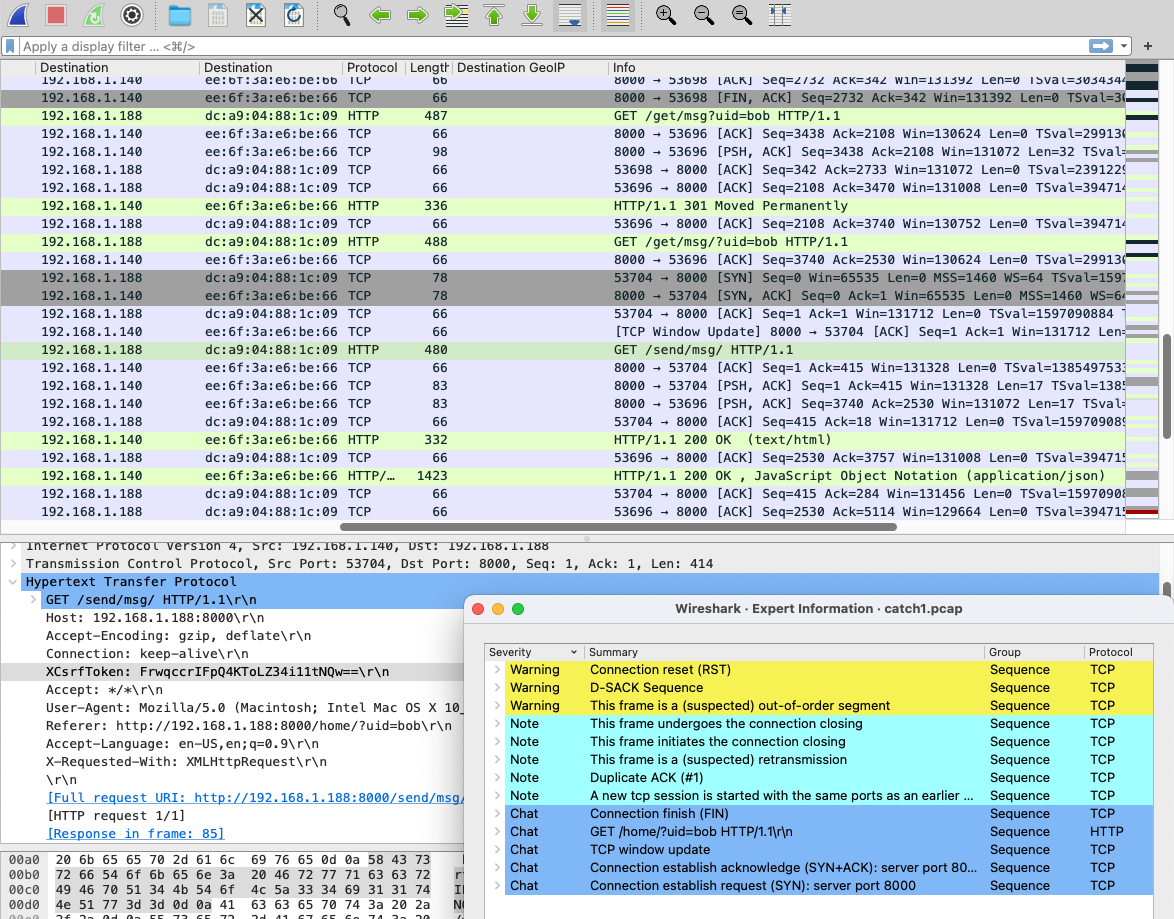 Apply a display filter ... <⌘/>
Destination Destination Protocol Length Destination GeoIP Info
192.168.1.140 ee:6f:3a:e6:be:66 TCP 66 8000 → 53698 [ACK] Seq=2732 Ack=342 Win=131392 Len=0 TSval=3034344
192.168.1.140 ee:6f:3a:e6:be:66 TCP 66 8000 → 53698 [FIN, ACK] Seq=2732 Ack=342 Win=131392 Len=0 TSval=30
192.168.1.188 dc:a9:04:88:1c:09 HTTP 487 GET /get/msg?uid=bob HTTP/1.1
192.168.1.140 ee:6f:3a:e6:be:66 TCP 66 8000 → 53696 [ACK] Seq=3438 Ack=2108 Win=130624 Len=0 TSval=299130
192.168.1.140 ee:6f:3a:e6:be:66 TCP 98 8000 → 53696 [PSH, ACK] Seq=3438 Ack=2108 Win=131072 Len=32 TSval=
192.168.1.188 dc:a9:04:88:1c:09 TCP 66 53698 → 8000 [ACK] Seq=342 Ack=2733 Win=131072 Len=0 TSval=2391229
192.168.1.188 dc:a9:04:88:1c:09 TCP 66 53696 → 8000 [ACK] Seq=2108 Ack=3470 Win=131008 Len=0 TSval=394714
192.168.1.140 ee:6f:3a:e6:be:66 HTTP 336 HTTP/1.1 301 Moved Permanently
192.168.1.188 dc:a9:04:88:1c:09 TCP 66 53696 → 8000 [ACK] Seq=2108 Ack=3740 Win=130752 Len=0 TSval=394714
192.168.1.188 dc:a9:04:88:1c:09 HTTP 488 GET /get/msg/?uid=bob HTTP/1.1
192.168.1.140 ee:6f:3a:e6:be:66 TCP 66 8000 → 53696 [ACK] Seq=3740 Ack=2530 Win=130624 Len=0 TSval=299130
192.168.1.188 dc:a9:04:88:1c:09 TCP 78 53704 → 8000 [SYN] Seq=0 Win=65535 Len=0 MSS=1460 WS=64 TSval=1597
192.168.1.140 ee:6f:3a:e6:be:66 TCP 78 8000 → 53704 [SYN, ACK] Seq=0 Ack=1 Win=65535 Len=0 MSS=1460 WS=64
192.168.1.188 dc:a9:04:88:1c:09 TCP 66 53704 → 8000 [ACK] Seq=1 Ack=1 Win=131712 Len=0 TSval=1597090884 T
192.168.1.140 ee:6f:3a:e6:be:66 TCP 66 [TCP Window Update] 8000 → 53704 [ACK] Seq=1 Ack=1 Win=131712 Len=
192.168.1.188 dc:a9:04:88:1c:09 HTTP 480 GET /send/msg/ HTTP/1.1
192.168.1.140 ee:6f:3a:e6:be:66 TCP 66 8000 → 53704 [ACK] Seq=1 Ack=415 Win=131328 Len=0 TSval=1385497533
192.168.1.140 ee:6f:3a:e6:be:66 TCP 83 8000 → 53704 [PSH, ACK] Seq=1 Ack=415 Win=131328 Len=17 TSval=1385
192.168.1.140 ee:6f:3a:e6:be:66 TCP 83 8000 → 53696 [PSH, ACK] Seq=3740 Ack=2530 Win=131072 Len=17 TSval=
192.168.1.188 dc:a9:04:88:1c:09 TCP 66 53704 → 8000 [ACK] Seq=415 Ack=18 Win=131712 Len=0 TSval=159709089
192.168.1.140 ee:6f:3a:e6:be:66 HTTP 332 HTTP/1.1 200 OK (text/html)
192.168.1.188 dc:a9:04:88:1c:09 TCP 66 53696 → 8000 [ACK] Seq=2530 Ack=3757 Win=131008 Len=0 TSval=394715
192.168.1.140 ee:6f:3a:e6:be:66 HTTP/… 1423 HTTP/1.1 200 OK , JavaScript Object Notation (application/json)
192.168.1.188 dc:a9:04:88:1c:09 TCP 66 53704 → 8000 [ACK] Seq=415 Ack=284 Win=131456 Len=0 TSval=15970908
192.168.1.188 dc:a9:04:88:1c:09 TCP 66 53696 → 8000 [ACK] Seq=2530 Ack=5114 Win=129664 Len=0 TSval=394715
Internet Protocol Version 4, Src: 192.168.1.140, Dst: 192.168.1.188
Transmission Control Protocol, Src Port: 53704, Dst Port: 8000, Seq: 1, Ack: 1, Len: 414
Hypertext Transfer Protocol
GET /send/msg/ HTTP/1.1\r\n
Host: 192.168.1.188:8000\r\n
Accept-Encoding: gzip, deflate\r\n
Connection: keep-alive\r\n
XCsrfToken: FrwqccrIFpQ4KToLZ34i11tNQw==\r\n
Accept: */*\r\n
User-Agent: Mozilla/5.0 (Macintosh; Intel Mac OS X 10_
Referer: http://192.168.1.188:8000/home/?uid=bob\r\n
Accept-Language: en-US,en;q=0.9\r\n
X-Requested-With: XMLHttpRequest\r\n
\r\n
[Full request URI: http://192.168.1.188:8000/send/msg/
[HTTP request 1/1]
[Response in frame: 85]
00a0 20 6b 65 65 70 2d 61 6c 69 76 65 0d 0a 58 43 73
00b0 72 66 54 6f 6b 65 6e 3a 20 46 72 77 71 63 63 72
00c0 49 46 70 51 34 4b 54 6f 4c 5a 33 34 69 31 31 74
00d0 4e 51 77 3d 3d 0d 0a 41 63 63 65 70 74 3a 20 2a
00e0 2f 2a 0d 0a 55 73 65 72 2d 41 67 65 6e 74 3a 20
Wireshark · Expert Information · catch1.pcap
Severity Summary Group Protocol
Warning Connection reset (RST) Sequence TCP
Warning D-SACK Sequence Sequence TCP
Warning This frame is a (suspected) out-of-order segment Sequence TCP
Note This frame undergoes the connection closing Sequence TCP
Note This frame initiates the connection closing Sequence TCP
Note This frame is a (suspected) retransmission Sequence TCP
Note Duplicate ACK (#1) Sequence TCP
Note A new tcp session is started with the same ports as an earlier ... Sequence TCP
Chat Connection finish (FIN) Sequence TCP
Chat GET /home/?uid=bob HTTP/1.1\r\n Sequence HTTP
Chat TCP window update Sequence TCP
Chat Connection establish acknowledge (SYN+ACK): server port 80... Sequence TCP
Chat Connection establish request (SYN): server port 8000 Sequence TCP